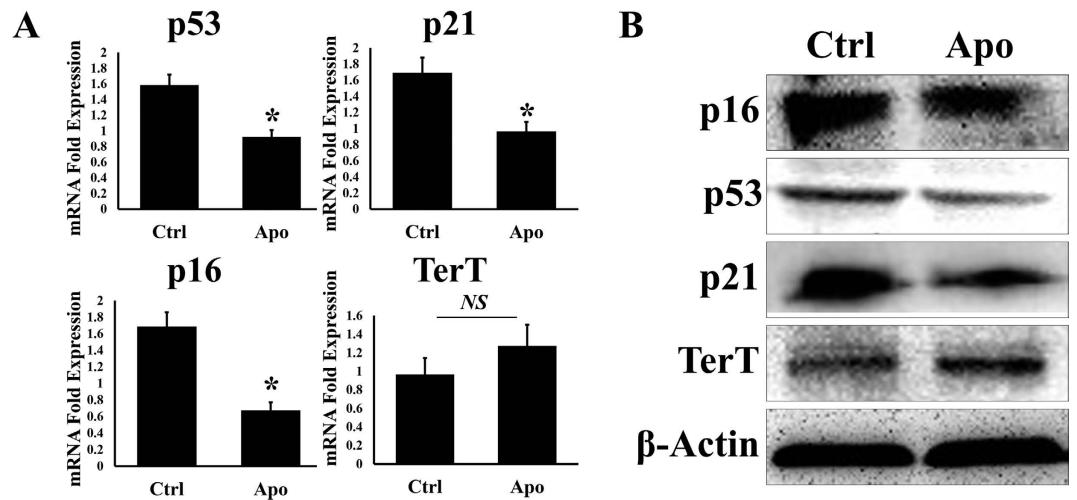 A
p53
mRNA Fold Expression
2
1.8
1.6
1.4
1.2
1
0.8
0.6
0.4
0.2
0
*
Ctrl Apo
p21
mRNA Fold Expression
2
1.8
1.6
1.4
1.2
1
0.8
0.6
0.4
0.2
0
*
Ctrl Apo
p16
mRNA Fold Expression
2
1.8
1.6
1.4
1.2
1
0.8
0.6
0.4
0.2
0
*
Ctrl Apo
TerT
mRNA Fold Expression
1.6
1.4
1.2
1
0.8
0.6
0.4
0.2
0
NS
Ctrl Apo
B
Ctrl Apo
p16
p53
p21
TerT
β-Actin